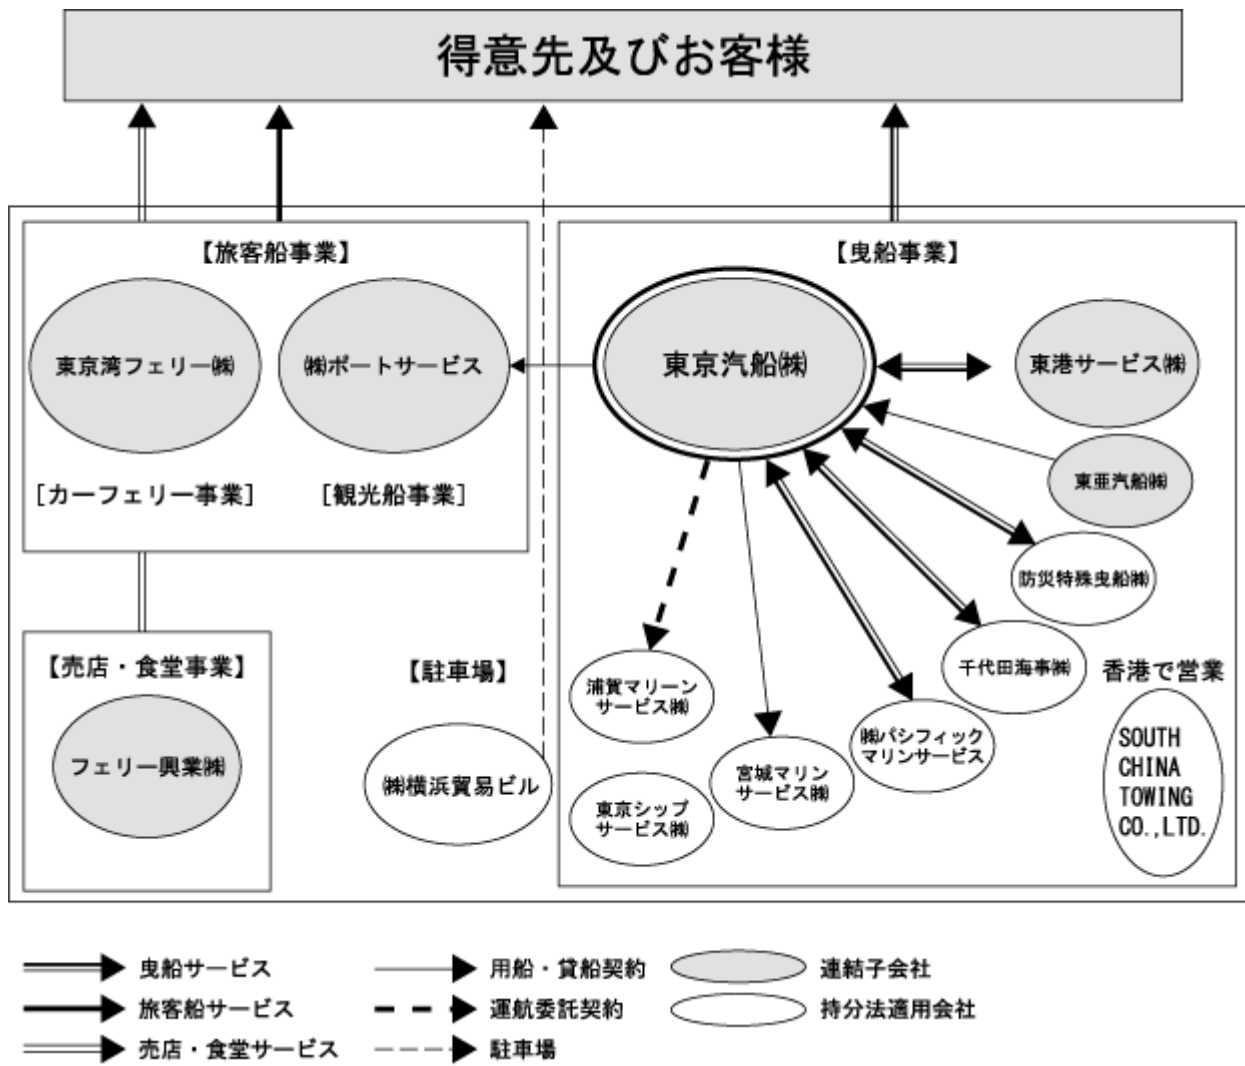 得意先及びお客様
【旅客船事業】
東京湾フェリー㈱
㈱ポートサービス
[カーフェリー事業]
[観光船事業]
【売店・食堂事業】
フェリー興業㈱
【駐車場】
㈱横浜貿易ビル
【曳船事業】
東京汽船㈱
東港サービス㈱
東亜汽船㈱
防災特殊曳船㈱
千代田海事㈱
㈱パシフィック
マリンサービス
宮城マリン
サービス㈱
浦賀マリーン
サービス㈱
東京シップ
サービス㈱
香港で営業
SOUTH
CHINA
TOWING
CO.,LTD.
曳船サービス
旅客船サービス
売店・食堂サービス
用船・貸船契約
運航委託契約
駐車場
連結子会社
持分法適用会社